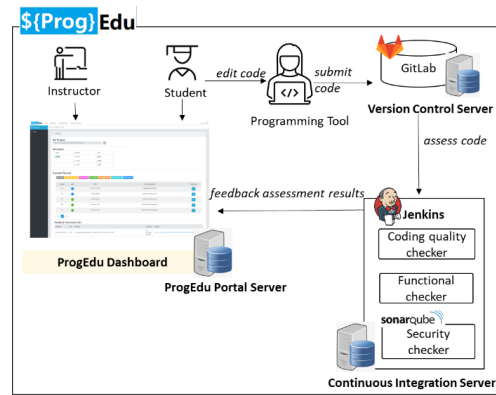 ${Prog} Edu
Instructor
Student
edit code
submit
code
Programming Tool
</>
GitLab
Version Control Server
assess code
feedback assessment results
ProgEdu Dashboard
ProgEdu Portal Server
Jenkins
Coding quality
checker
Functional
checker
sonarqube
Security
checker
Continuous Integration Server